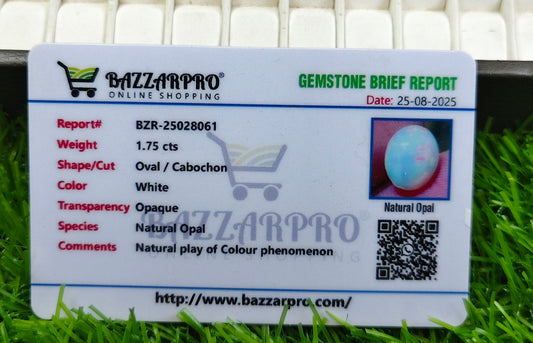 BAZZARPRO®
ONLINE SHOPPING
GEMSTONE BRIEF REPORT
Date: 25-08-2025
Report# BZR-25028061
Weight 1.75 cts
Shape/Cut Oval / Cabochon
Color White
Transparency Opaque
Species Natural Opal
Comments Natural play of Colour phenomenon
Natural Opal
BAZZARPRO®
ONLINE SHOPPING
http://www.bazzarpro.com/